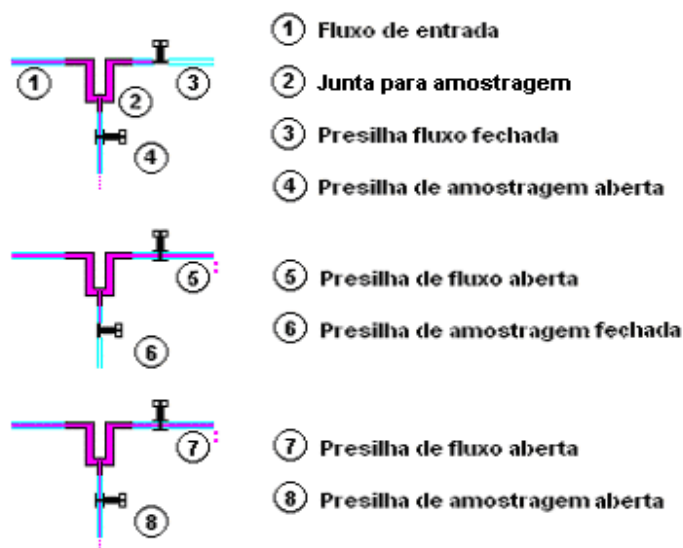 1 Fluxo de entrada
1 2 3
2 Junta para amostragem
3 Presilha fluxo fechada
4
4 Presilha de amostragem aberta
5
5 Presilha de fluxo aberta
6 Presilha de amostragem fechada
6
7
7 Presilha de fluxo aberta
8 Presilha de amostragem aberta
8